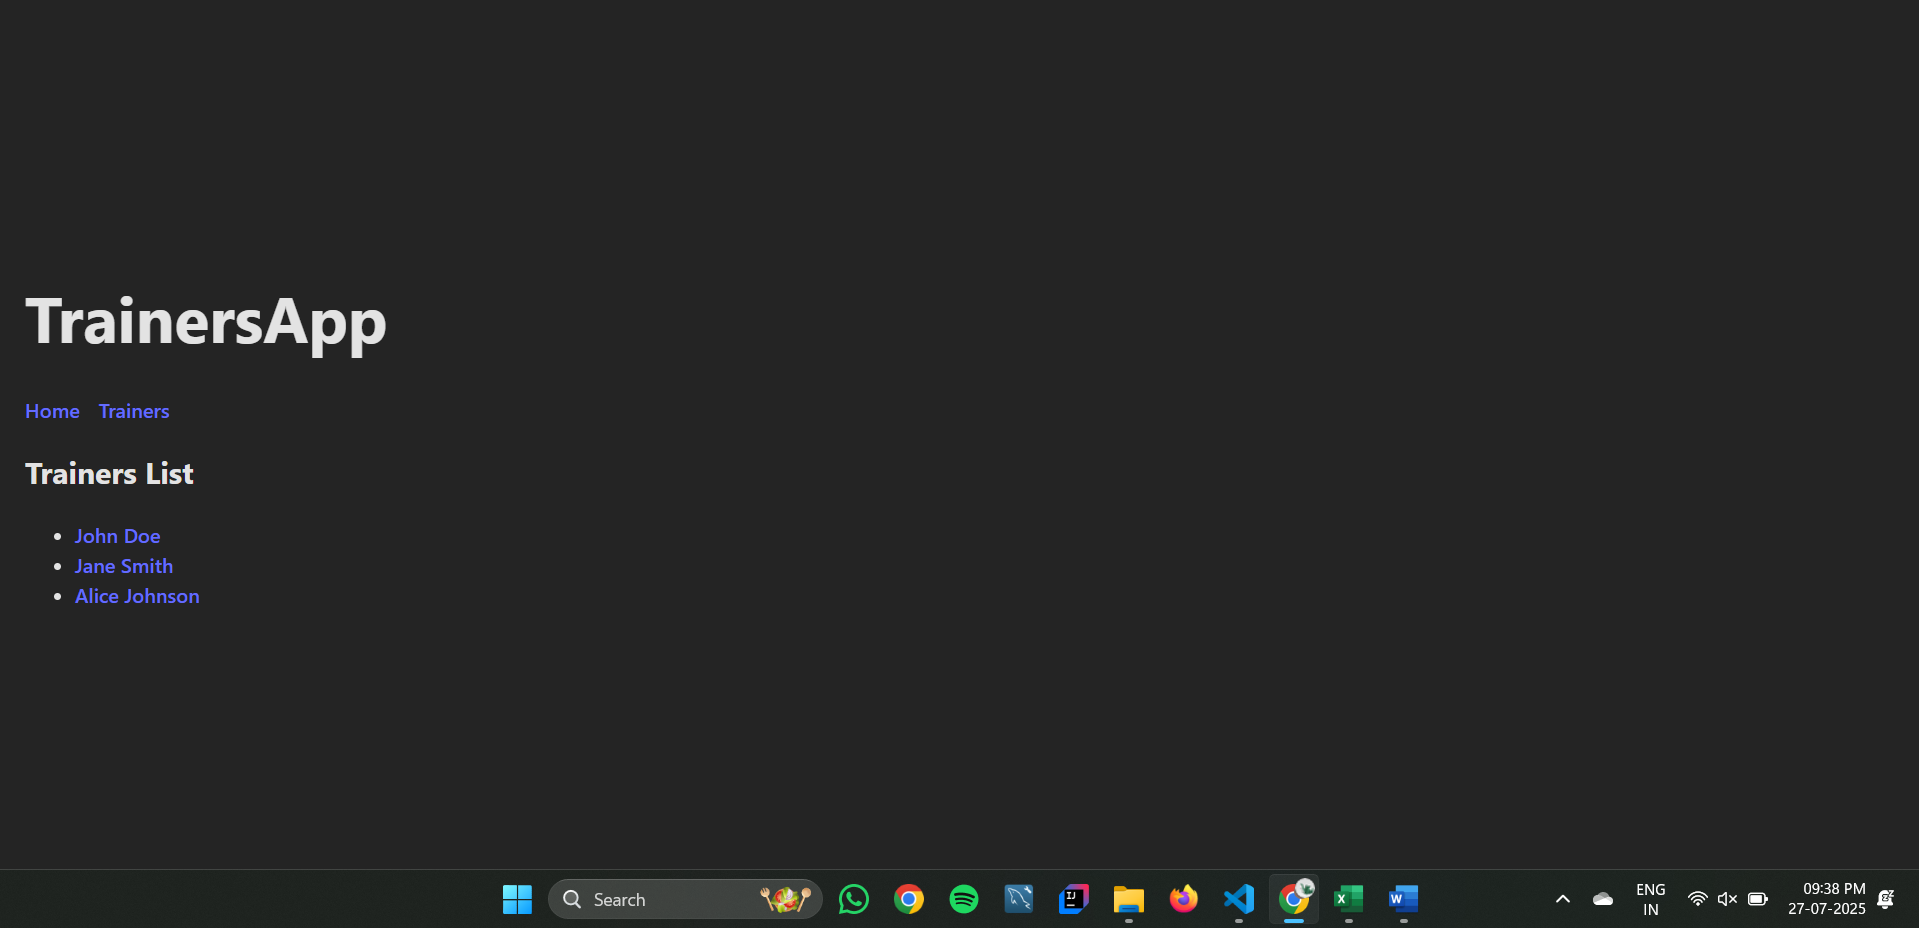 TrainersApp
Home Trainers
Trainers List
John Doe
Jane Smith
Alice Johnson
Search
ENG
IN
09:38 PM
27-07-2025